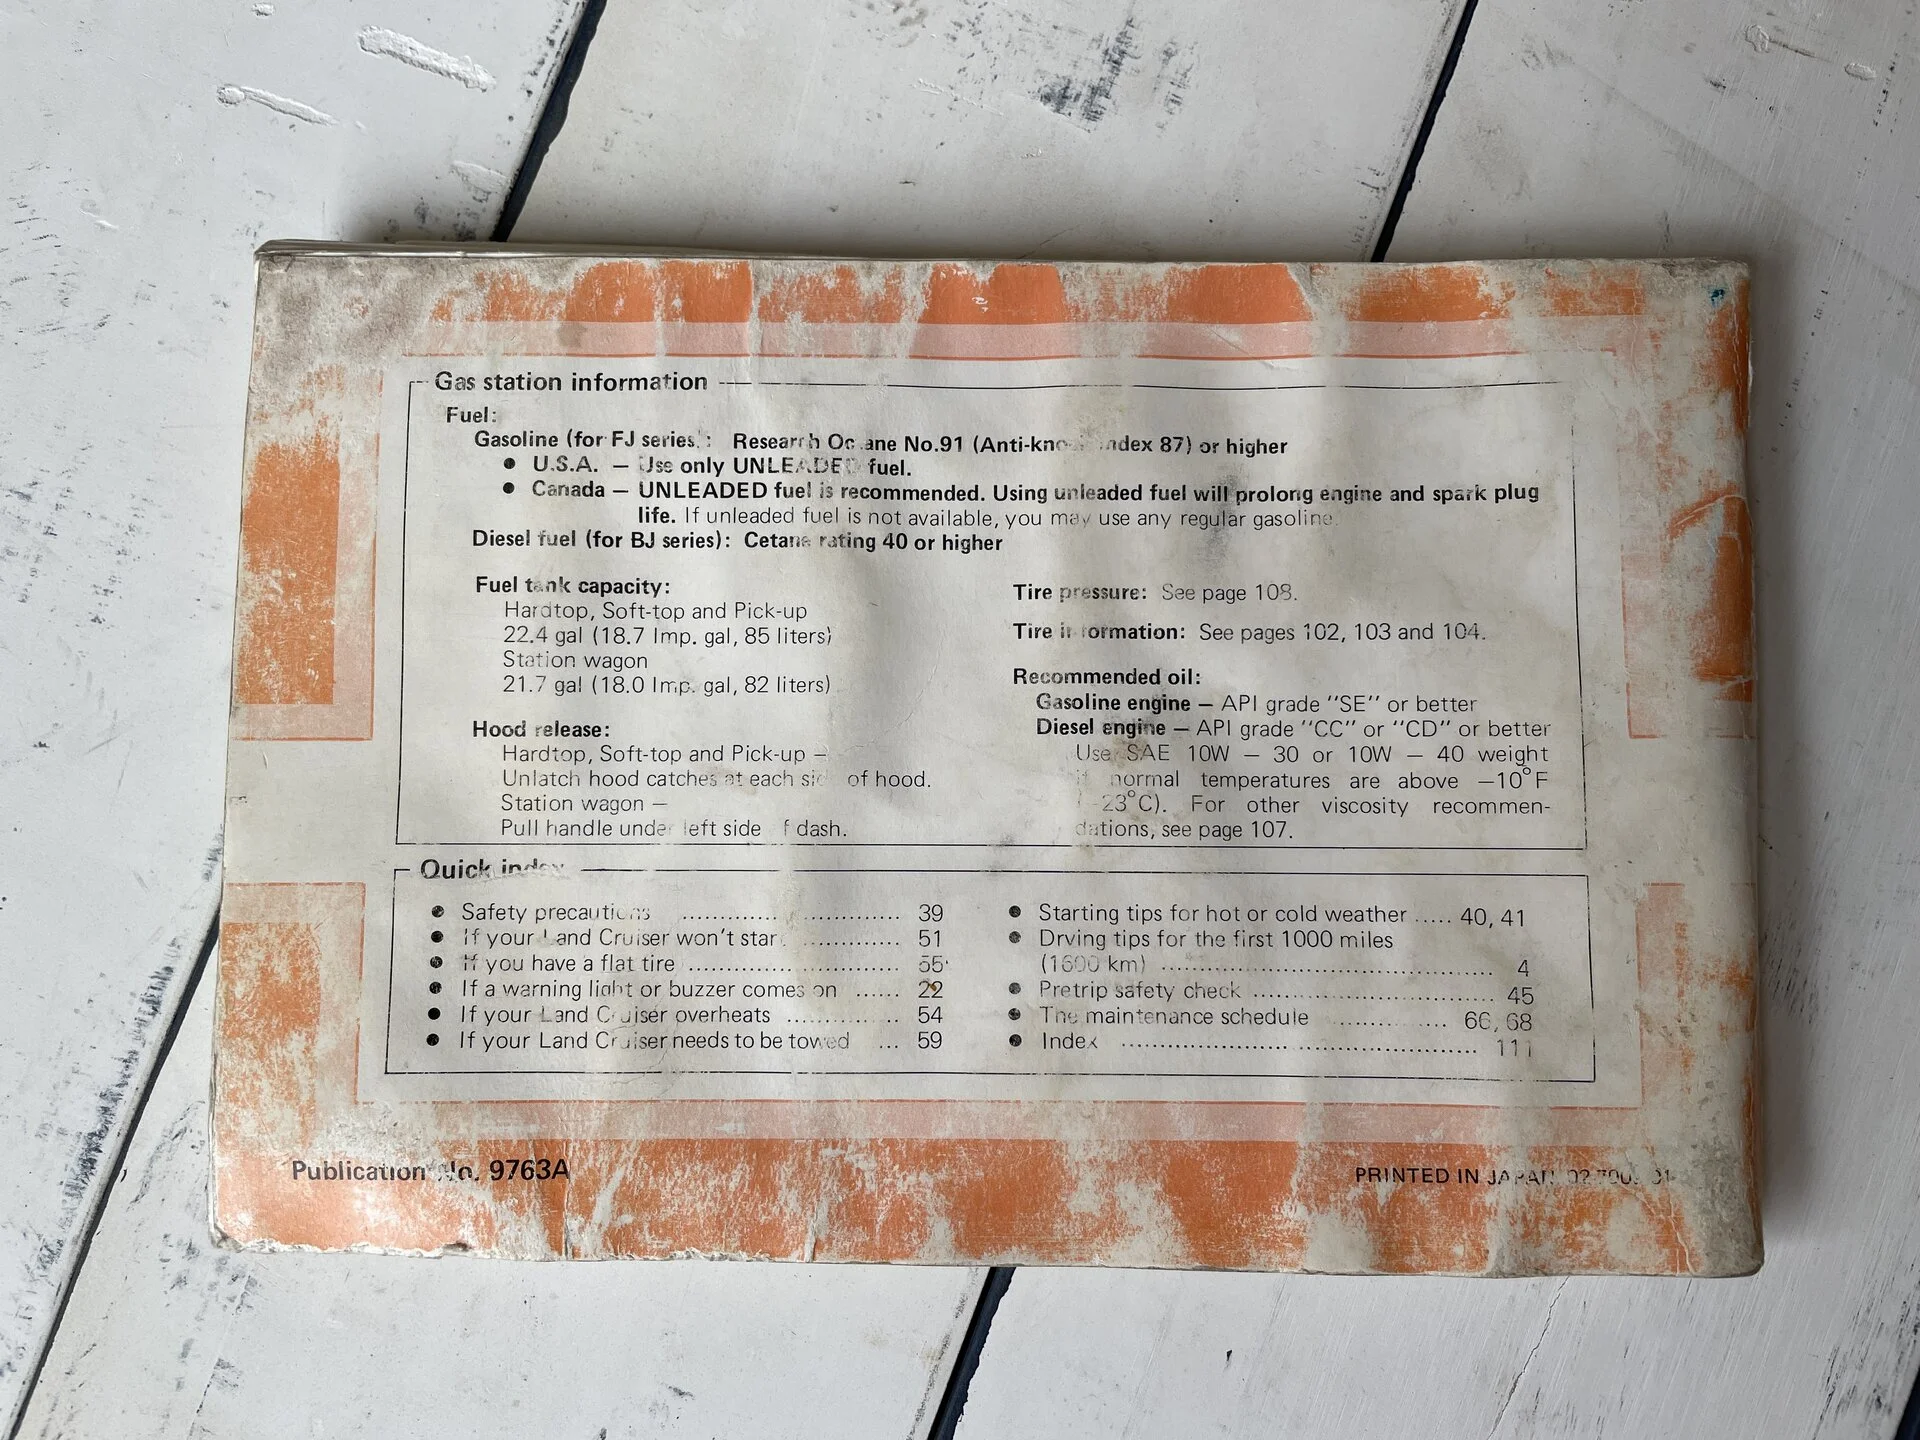 Gas station information
Fuel:
Gasoline (for FJ series): Research Octane No.91 (Anti-knock index 87) or higher
● U.S.A. — Use only UNLEADED fuel.
● Canada — UNLEADED fuel is recommended. Using unleaded fuel will prolong engine and spark plug
life. If unleaded fuel is not available, you may use any regular gasoline.
Diesel fuel (for BJ series): Cetane rating 40 or higher
Fuel tank capacity:
Hardtop, Soft-top and Pick-up
22.4 gal (18.7 Imp. gal, 85 liters)
Station wagon
21.7 gal (18.0 Imp. gal, 82 liters)
Hood release:
Hardtop, Soft-top and Pick-up —
Unlatch hood catches at each side of hood.
Station wagon —
Pull handle under left side of dash.
Tire pressure: See page 108.
Tire information: See pages 102, 103 and 104.
Recommended oil:
Gasoline engine — API grade "SE" or better
Diesel engine — API grade "CC" or "CD" or better
Use SAE 10W — 30 or 10W — 40 weight
if normal temperatures are above —10°F
(—23°C). For other viscosity recommen-
dations, see page 107.
Quick index
● Safety precautions ........................ 39
● If your Land Cruiser won't start ............. 51
● If you have a flat tire ............................ 55
● If a warning light or buzzer comes on ...... 22
● If your Land Cruiser overheats ............... 54
● If your Land Cruiser needs to be towed ... 59
● Starting tips for hot or cold weather ..... 40, 41
● Drving tips for the first 1000 miles
(1600 km) ............................................... 4
● Pretrip safety check ................................ 45
● The maintenance schedule .............. 66, 68
● Index .............................................. 111
Publication No. 9763A
PRINTED IN JAPAN